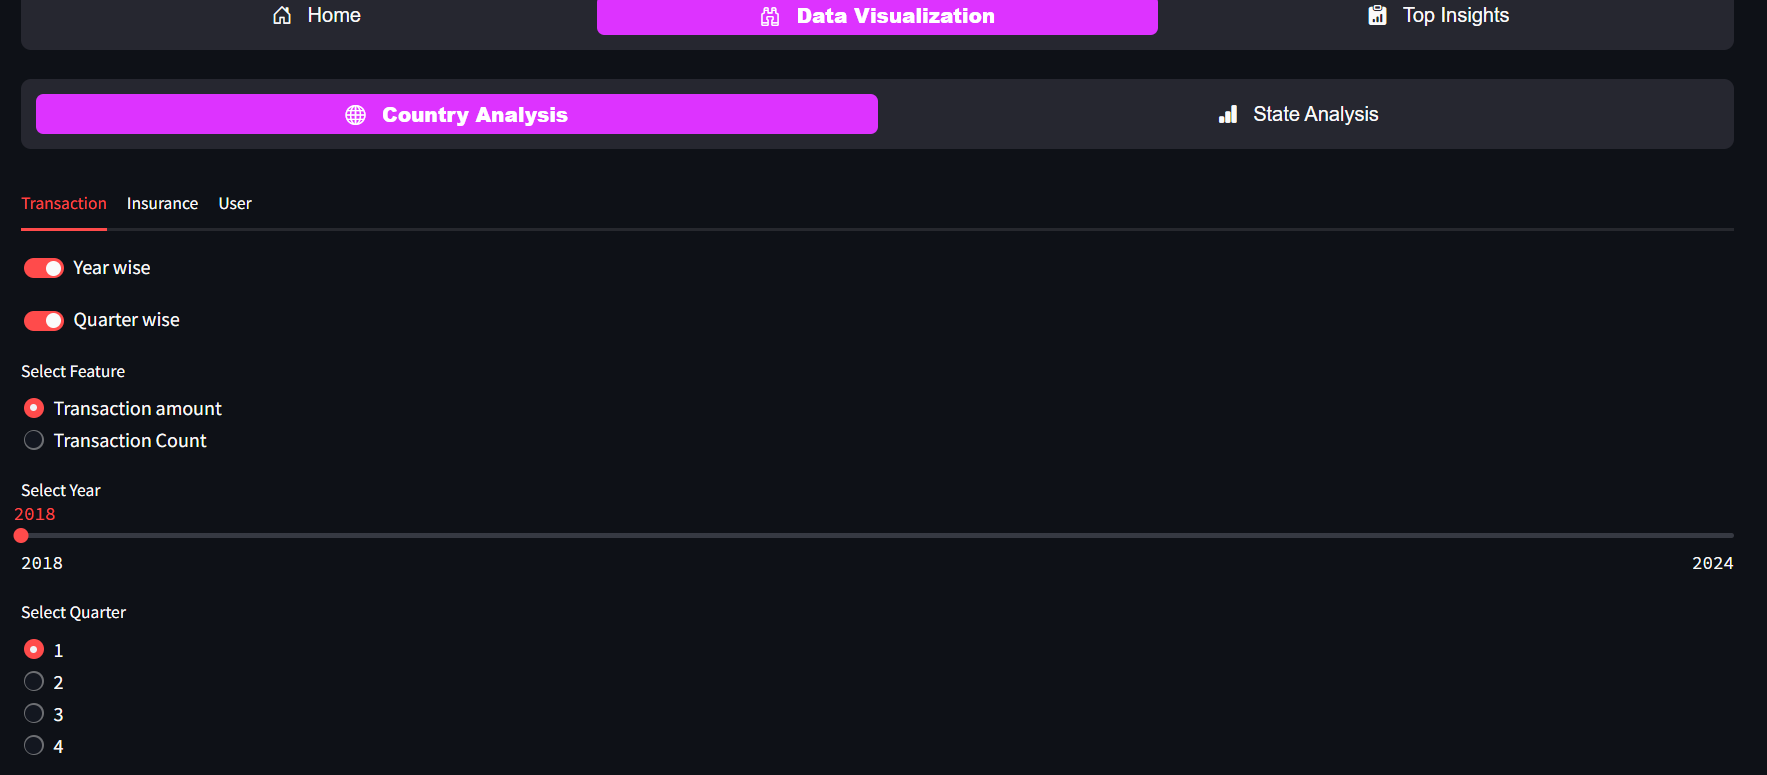 Home Data Visualization Top Insights
Country Analysis State Analysis
Transaction Insurance User
Year wise
Quarter wise
Select Feature
Transaction amount
Transaction Count
Select Year
2018
2018 2024
Select Quarter
1
2
3
4